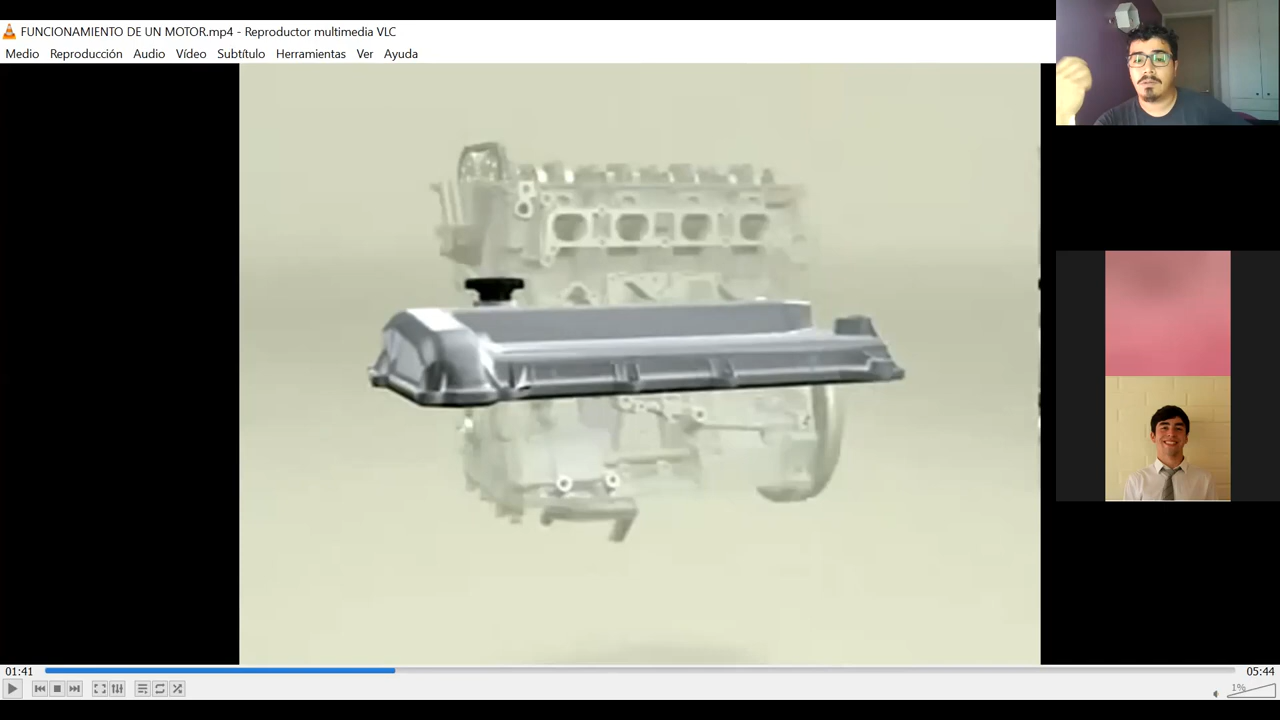 FUNCIONAMIENTO DE UN MOTOR.mp4 - Reproductor multimedia VLC
Medio Reproducción Audio Vídeo Subtítulo Herramientas Ver Ayuda
01:41
05:44
1%